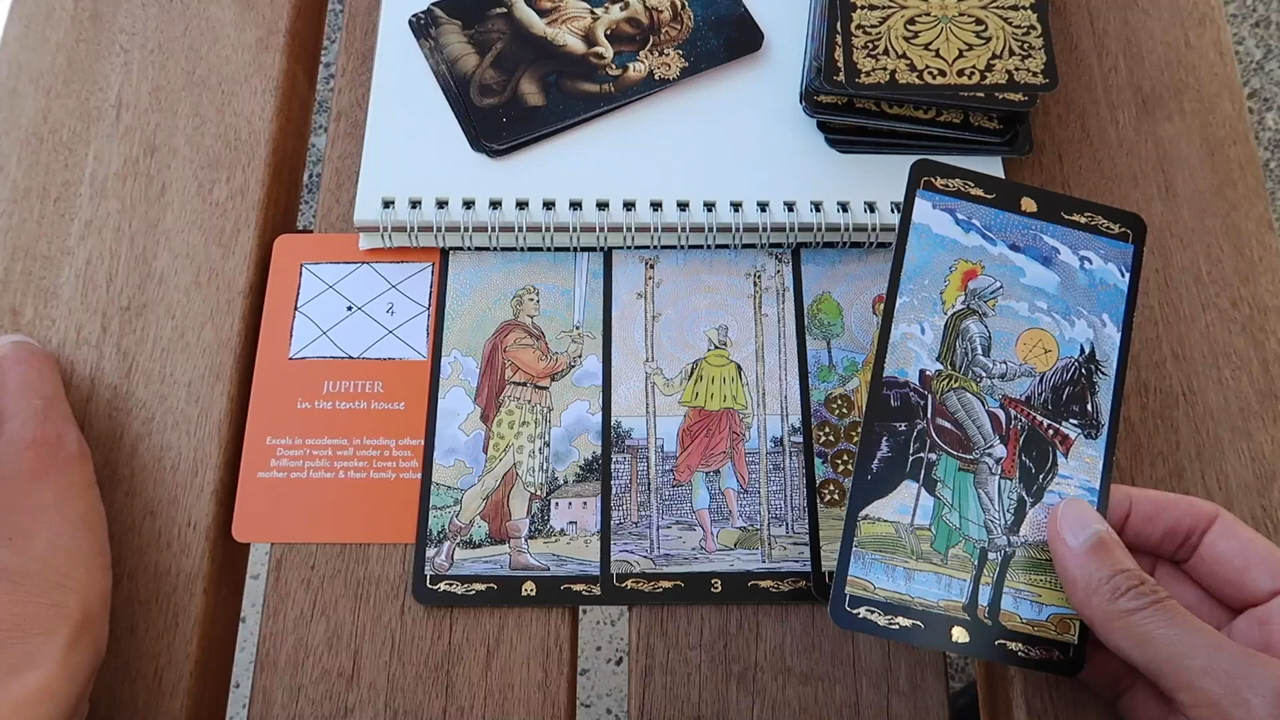 JUPITER
in the tenth house
Excels in academia, in leading others
Doesn't work well under a boss.
Brilliant public speaker. Loves both
mother and father & their family value
3